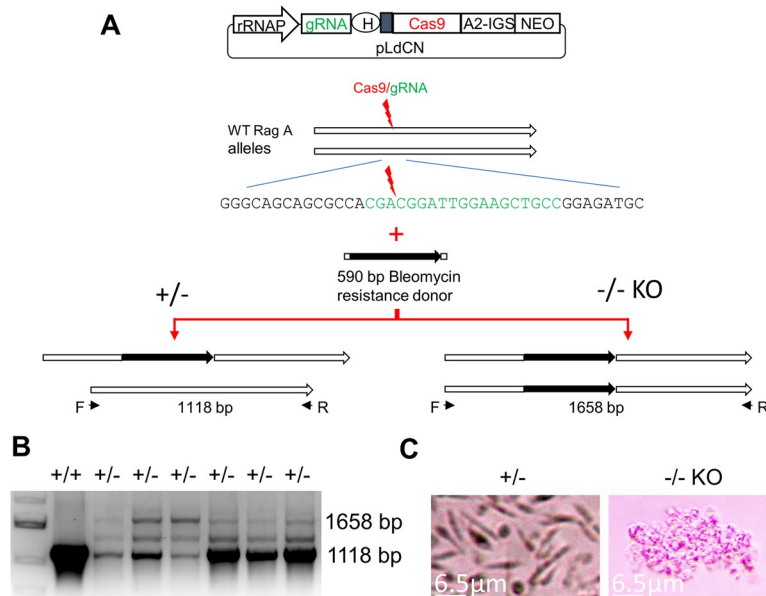 A
rRNAP gRNA H Cas9 A2-IGS NEO
pLdCN
Cas9/gRNA
WT Rag A
alleles
GGGCAGCAGCGCCACGACGGATTGGAAGCTGCCGGAGATGC
+
590 bp Bleomycin
resistance donor
+/-
-/- KO
F 1118 bp R
F 1658 bp R
B
+/+ +/- +/- +/- +/- +/- +/-
1658 bp
1118 bp
C
+/- -/- KO
6.5µm 6.5µm